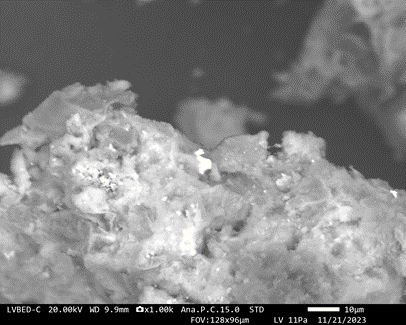 LVBED-C 20.00kV WD 9.9mm x1.00k Ana.P.C.15.0 STD 10µm
FOV:128x96µm LV 11Pa 11/21/2023